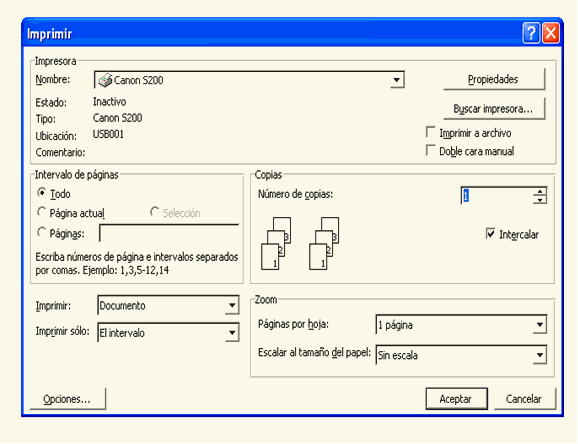 Imprimir
Impresora
Nombre: Canon S200 Propiedades
Estado: Inactivo
Tipo: Canon S200 Buscar impresora...
Ubicación: USB001 Imprimir a archivo
Comentario: Doble cara manual
Intervalo de páginas
Todo
Página actual Selección
Páginas:
Escriba números de página e intervalos separados
por comas. Ejemplo: 1,3,5-12,14
Copias
Número de copias: 1
3 3
2 2
1 1
Intercalar
Imprimir: Documento
Imprimir sólo: El intervalo
Zoom
Páginas por hoja: 1 página
Escalar al tamaño del papel: Sin escala
Opciones... Aceptar Cancelar